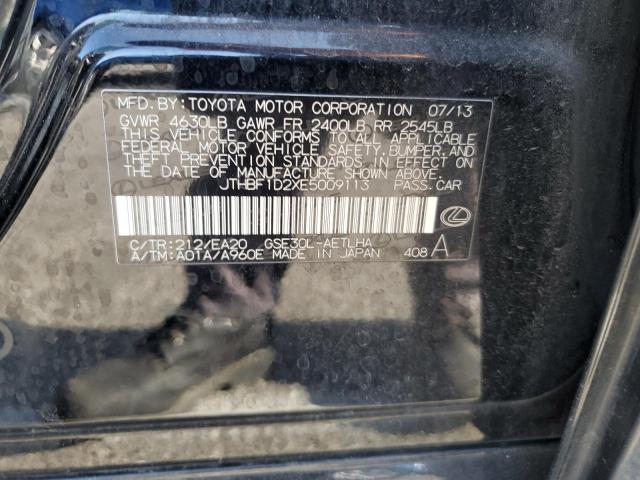 MFD. BY: TOYOTA MOTOR CORPORATION 07/13
GVWR 4630LB GAWR FR 2400LB RR 2545LB
THIS VEHICLE CONFORMS TO ALL APPLICABLE
FEDERAL MOTOR VEHICLE SAFETY, BUMPER, AND
THEFT PREVENTION STANDARDS IN EFFECT ON
THE DATE OF MANUFACTURE SHOWN ABOVE.
JTHBF1D2XE5009113 PASS.CAR
C/TR:212/EA20 GSE30L-AETLHA
A/TM:A01A/A960E MADE IN JAPAN 408 A